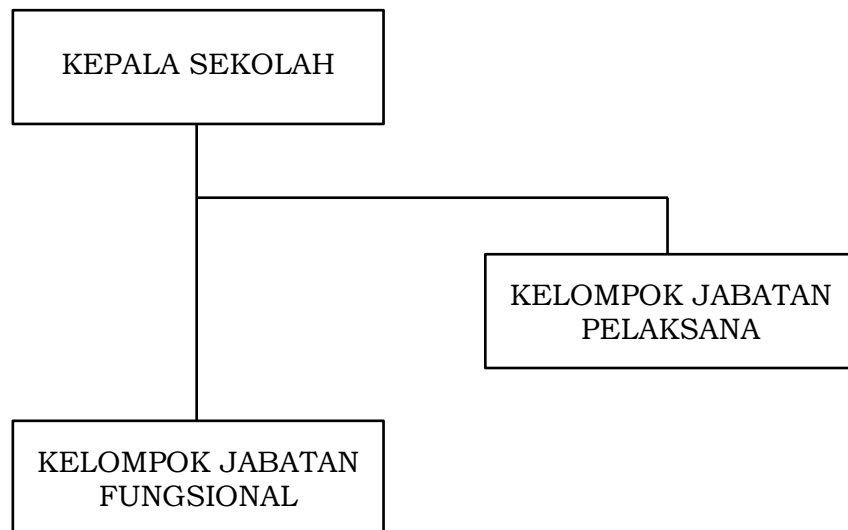 KEPALA SEKOLAH
KELOMPOK JABATAN
PELAKSANA
KELOMPOK JABATAN
FUNGSIONAL